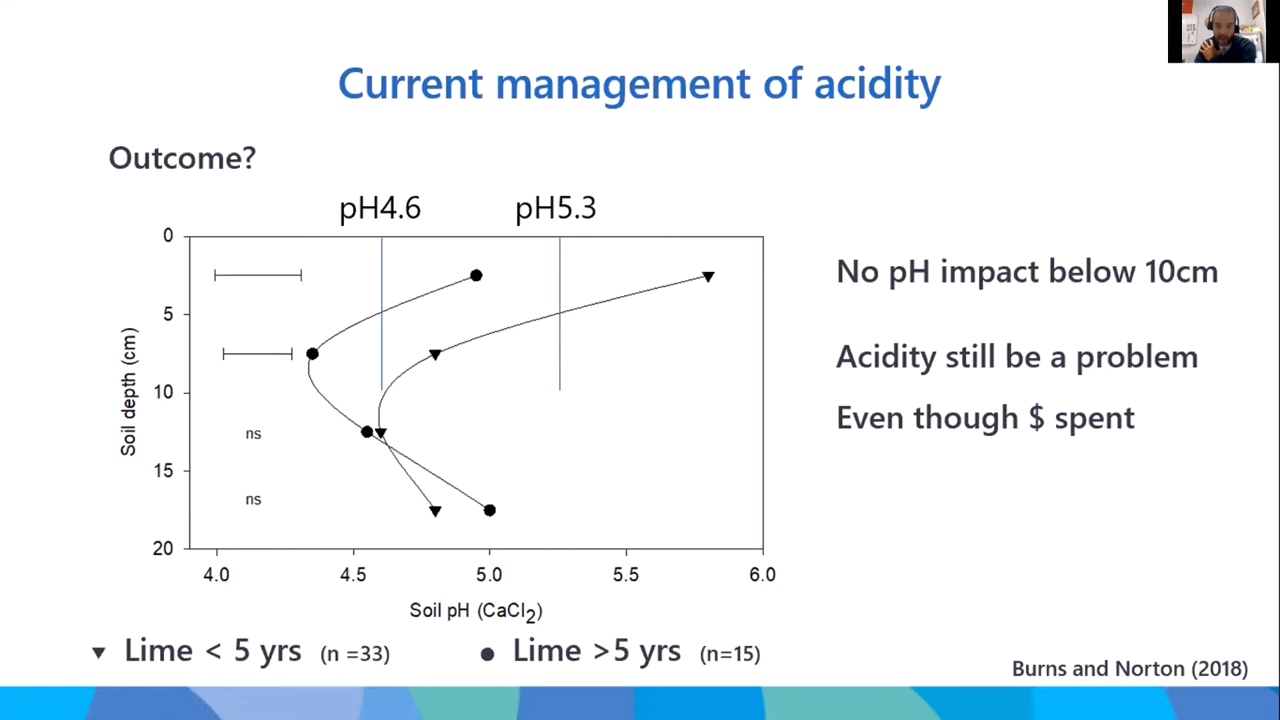 Current management of acidity
Outcome?
pH4.6 pH5.3
0
5
10
15
20
Soil depth (cm)
ns
ns
4.0 4.5 5.0 5.5 6.0
Soil pH (CaCl2)
No pH impact below 10cm
Acidity still be a problem
Even though $ spent
Lime < 5 yrs (n =33) Lime >5 yrs (n=15)
Burns and Norton (2018)